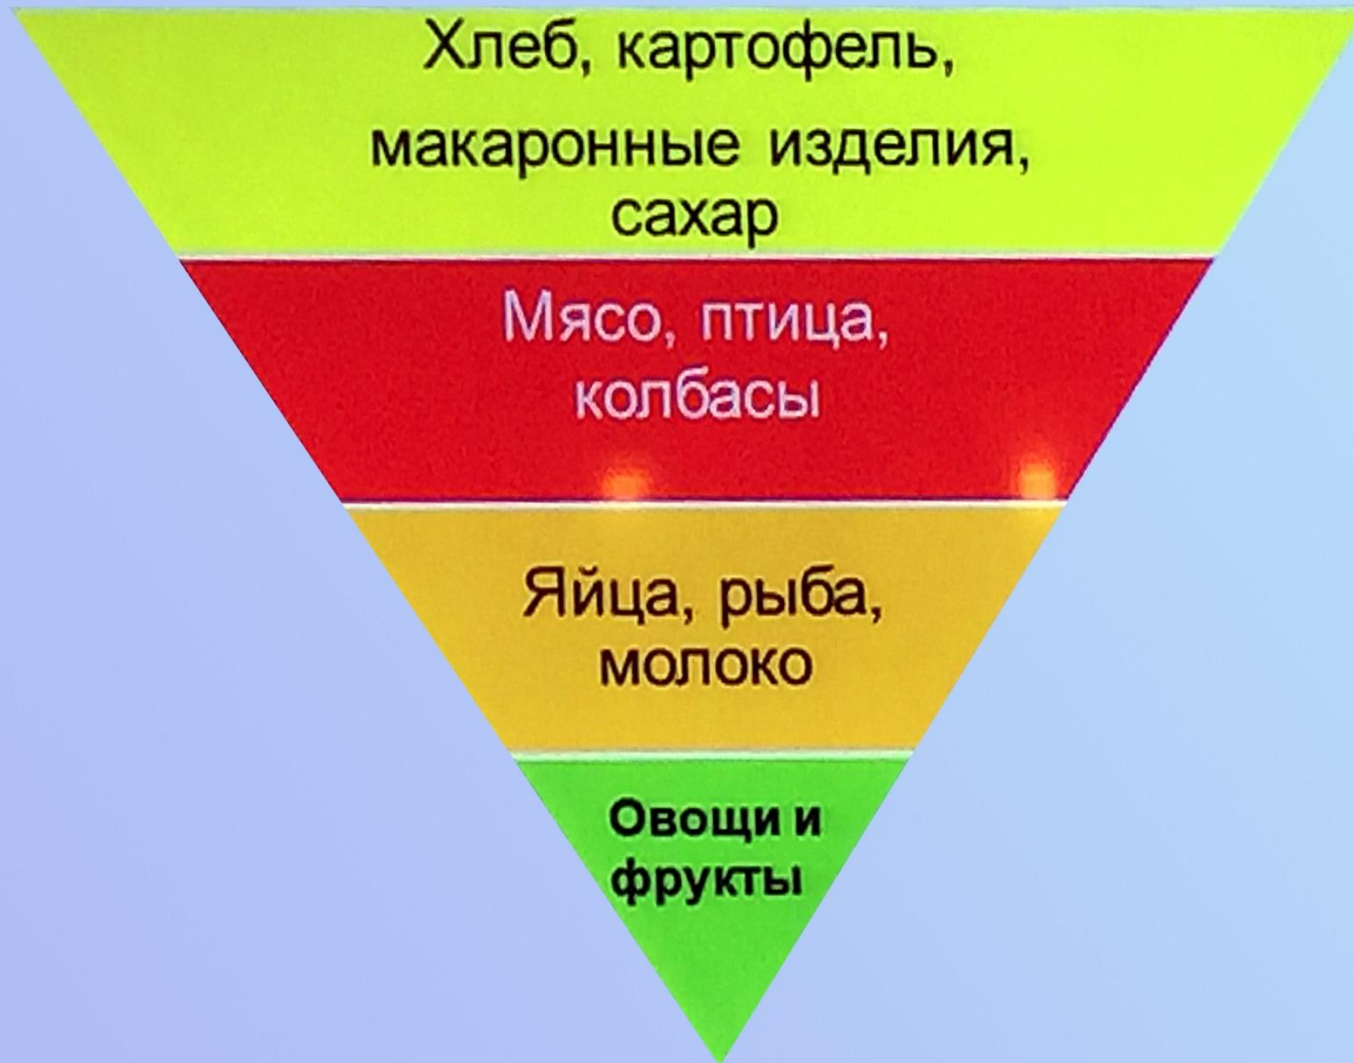 Хлеб, картофель,
макаронные изделия,
сахар
Мясо, птица,
колбасы
Яйца, рыба,
молоко
Овощи и
фрукты